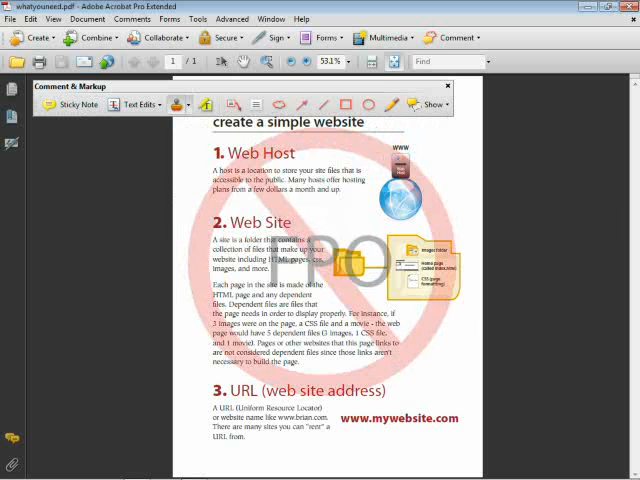 whatyouneed.pdf - Adobe Acrobat Pro Extended
File Edit View Document Comments Forms Tools Advanced Window Help
Create Combine Collaborate Secure Sign Forms Multimedia Comment
1 / 1 53.1% Find
Comment & Markup
Sticky Note Text Edits Show
create a simple website
1. Web Host
A host is a location to store your site files that is
accessible to the public. Many hosts offer hosting
plans from a few dollars a month and up.
WWW
Web
Host
2. Web Site
A site is a folder that contains a
collection of files that make up your
website including HTML pages, css,
images, and more.
FPO
images folder
Home page
(called index.html)
CSS (page
formatting)
Each page in the site is made of the
HTML page and any dependent
files. Dependent files are files that
the page needs in order to display properly. For instance, if
3 images were on the page, a CSS file and a movie - the web
page would have 5 dependent files (3 images, 1 CSS file,
and 1 movie). Pages or other websites that this page links to
are not considered dependent files since those links aren't
necessary to build the page.
3. URL (web site address)
A URL (Uniform Resource Locator)
or website name like www.brian.com.
There are many sites you can "rent" a
URL from.
www.mywebsite.com